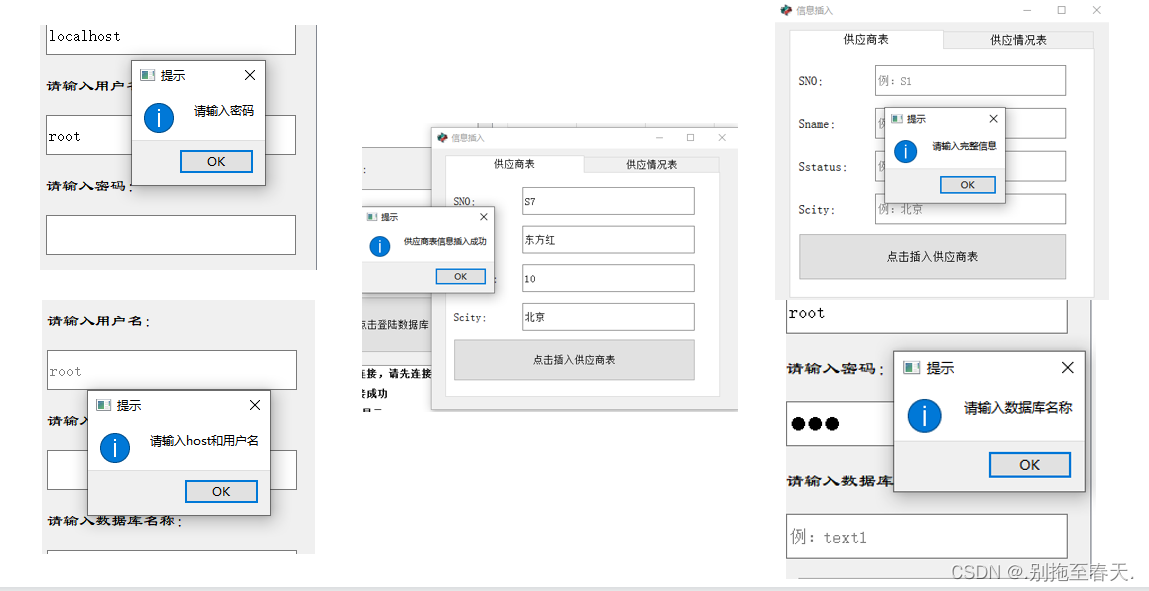 localhost
请输入用户名
提示
请输入密码
OK
root
请输入密码：
请输入用户名：
root
提示
请输入host和用户名
OK
请输入
请输入数据库名称：
信息插入
供应商表
供应情况表
SNO:
S7
东方红
10
Scity:
北京
点击插入供应商表
提示
供应商表信息插入成功
OK
点击登陆数据库
连接，请先连接
接成功
信息插入
供应商表
供应情况表
SNO:
例：S1
Sname:
Sstatus:
Scity:
例：北京
提示
请输入完整信息
OK
点击插入供应商表
root
请输入密码：
●●●
提示
请输入数据库名称
OK
请输入数据库
例：text1
CSDN @.别拖至春天.